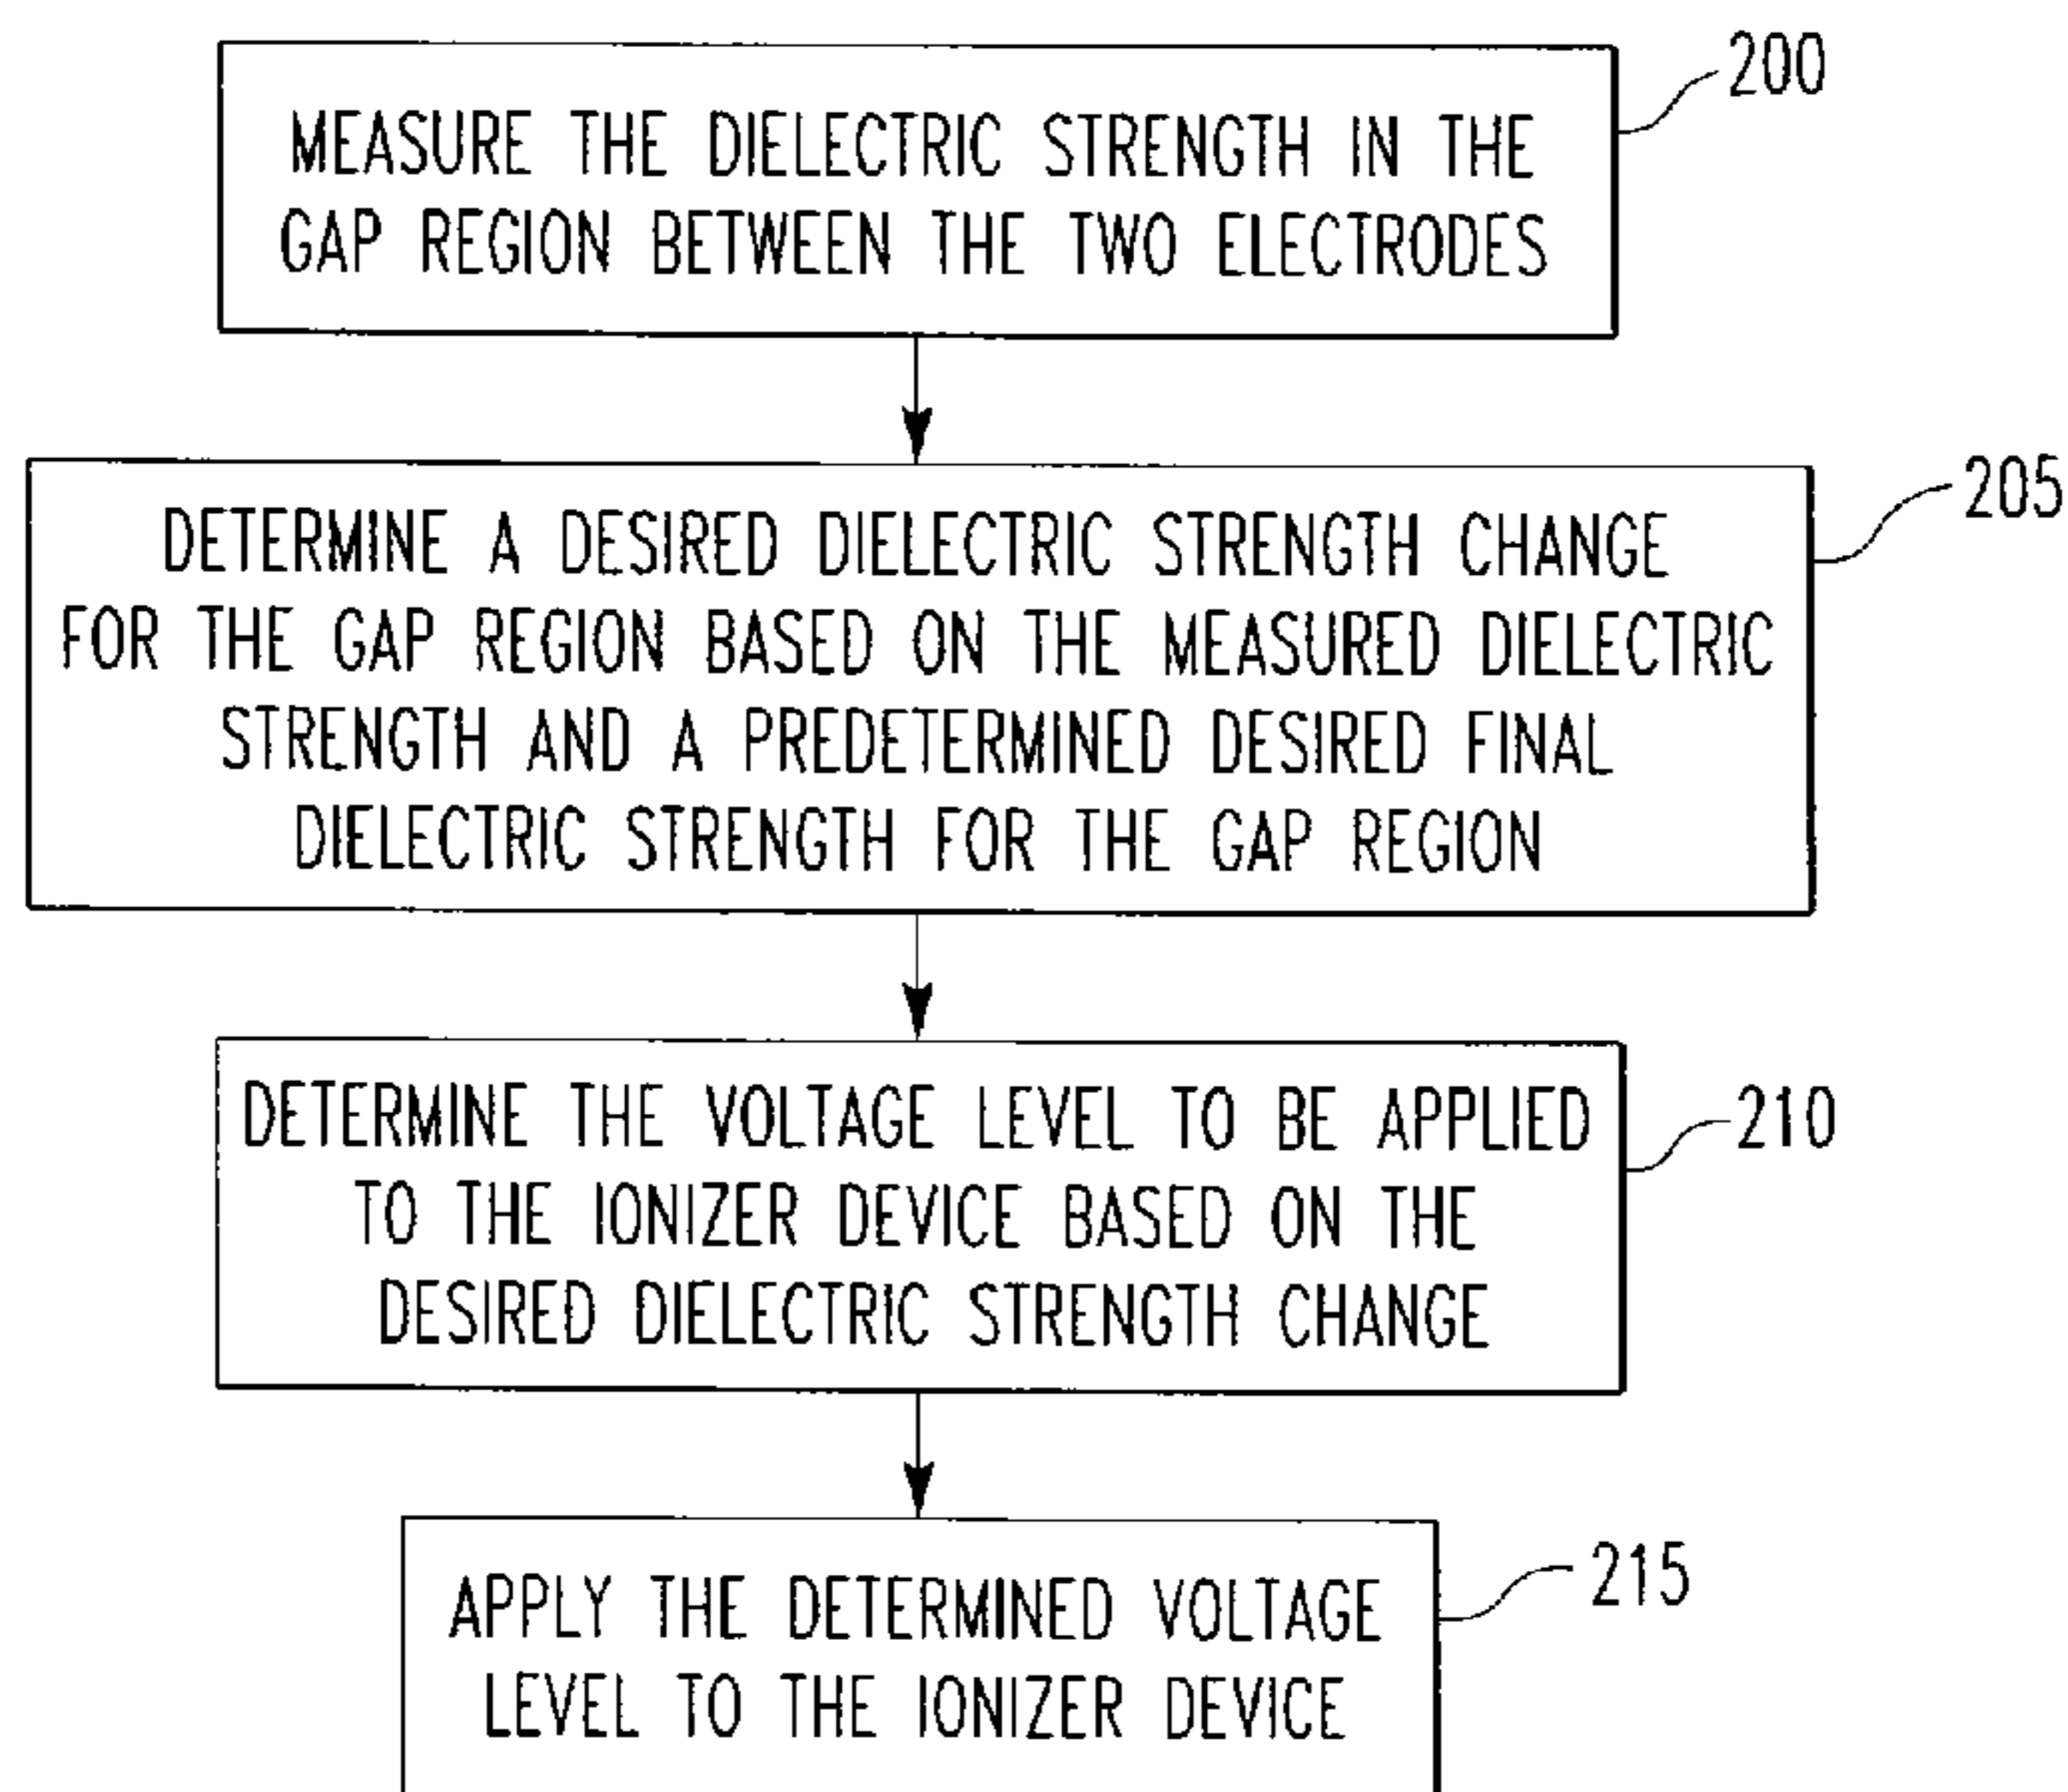 200
MEASURE THE DIELECTRIC STRENGTH IN THE
GAP REGION BETWEEN THE TWO ELECTRODES
205
DETERMINE A DESIRED DIELECTRIC STRENGTH CHANGE
FOR THE GAP REGION BASED ON THE MEASURED DIELECTRIC
STRENGTH AND A PREDETERMINED DESIRED FINAL
DIELECTRIC STRENGTH FOR THE GAP REGION
210
DETERMINE THE VOLTAGE LEVEL TO BE APPLIED
TO THE IONIZER DEVICE BASED ON THE
DESIRED DIELECTRIC STRENGTH CHANGE
215
APPLY THE DETERMINED VOLTAGE
LEVEL TO THE IONIZER DEVICE